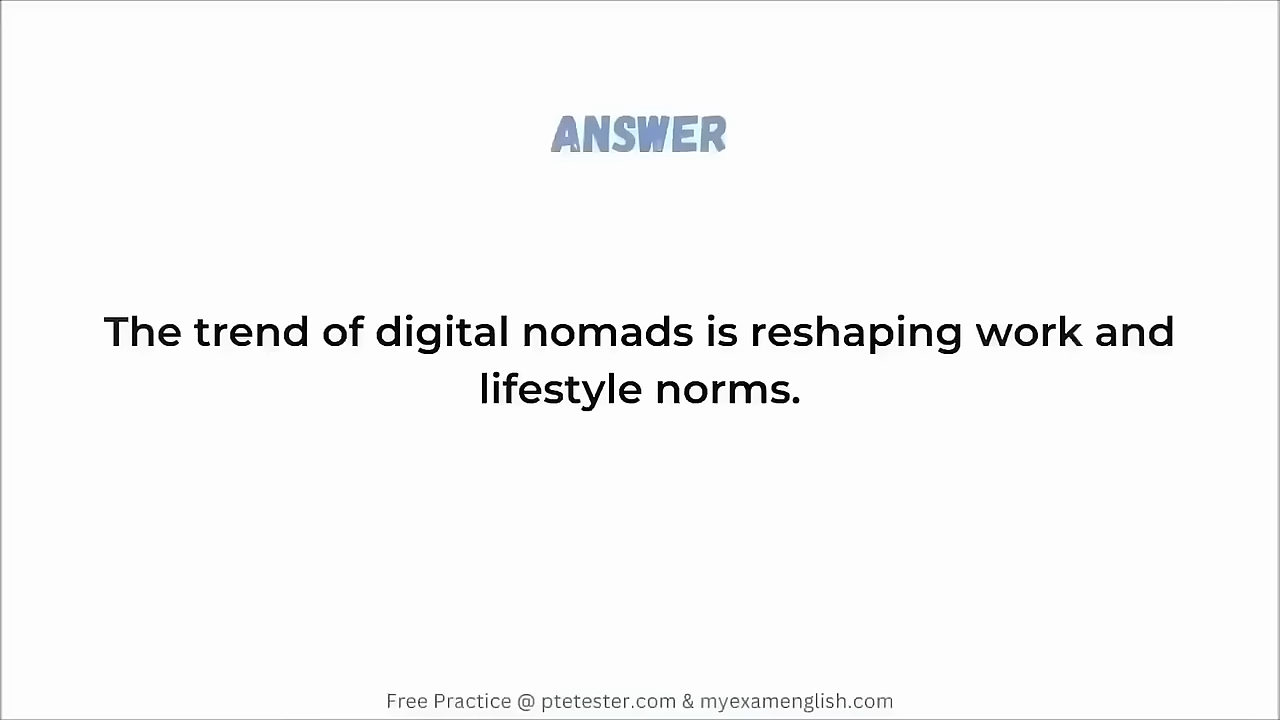 ANSWER
The trend of digital nomads is reshaping work and
lifestyle norms.
Free Practice @ ptetester.com & myexamenglish.com